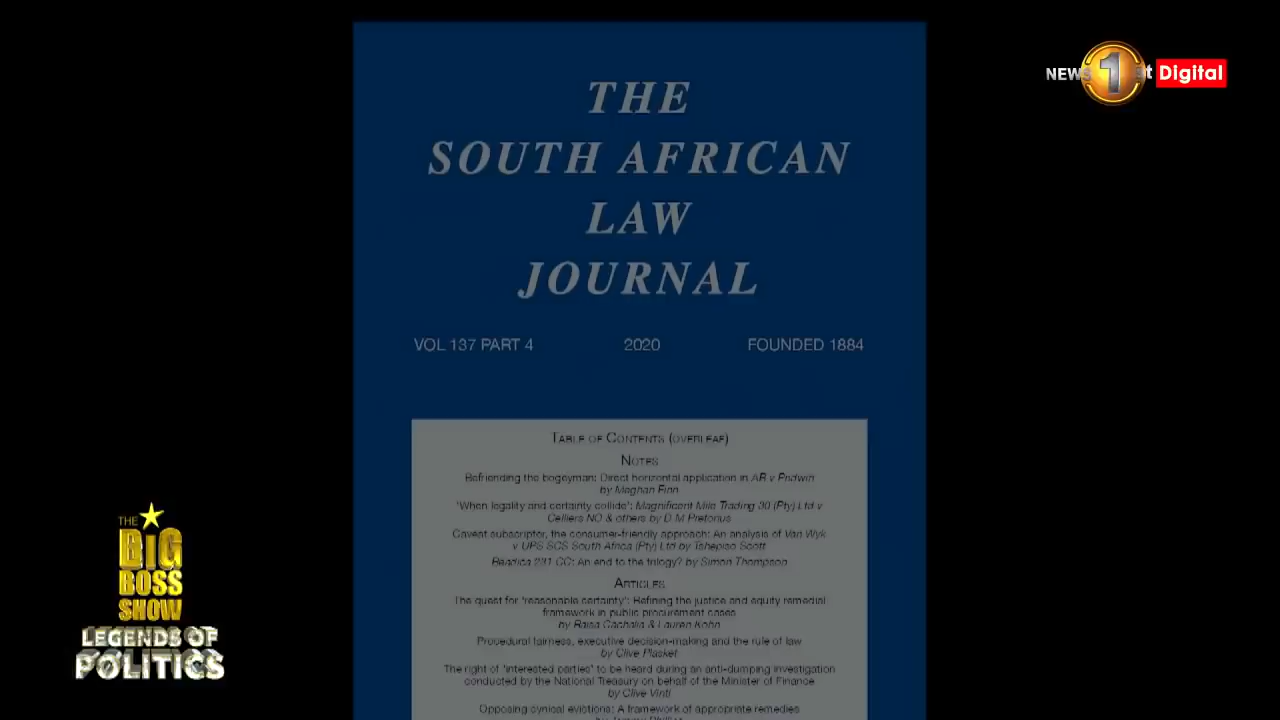 THE
SOUTH AFRICAN
LAW
JOURNAL
VOL 137 PART 4 2020 FOUNDED 1884
TABLE OF CONTENTS (OVERLEAF)
NOTES
Befriending the bogeyman: Direct horizontal application in AB v Pridwin
by Meghan Finn
'When legality and certainty collide': Magnificent Mile Trading 30 (Pty) Ltd v
Celliers NO & others by D M Pretorius
Caveat subscriptor, the consumer-friendly approach: An analysis of Van Wyk
v UPS SCS South Africa (Pty) Ltd by Tshepiso Scott
Beadica 231 CC: An end to the trilogy? by Simon Thompson
ARTICLES
The quest for 'reasonable certainty': Refining the justice and equity remedial
framework in public procurement cases
by Raisa Cachalia & Lauren Kohn
Procedural fairness, executive decision-making and the rule of law
by Clive Plasket
The right of 'interested parties' to be heard during an anti-dumping investigation
conducted by the National Treasury on behalf of the Minister of Finance
by Clive Vinti
Opposing cynical evictions: A framework of appropriate remedies
NEWS 1st Digital
THE
BIG
BOSS
SHOW
LEGENDS OF
POLITICS